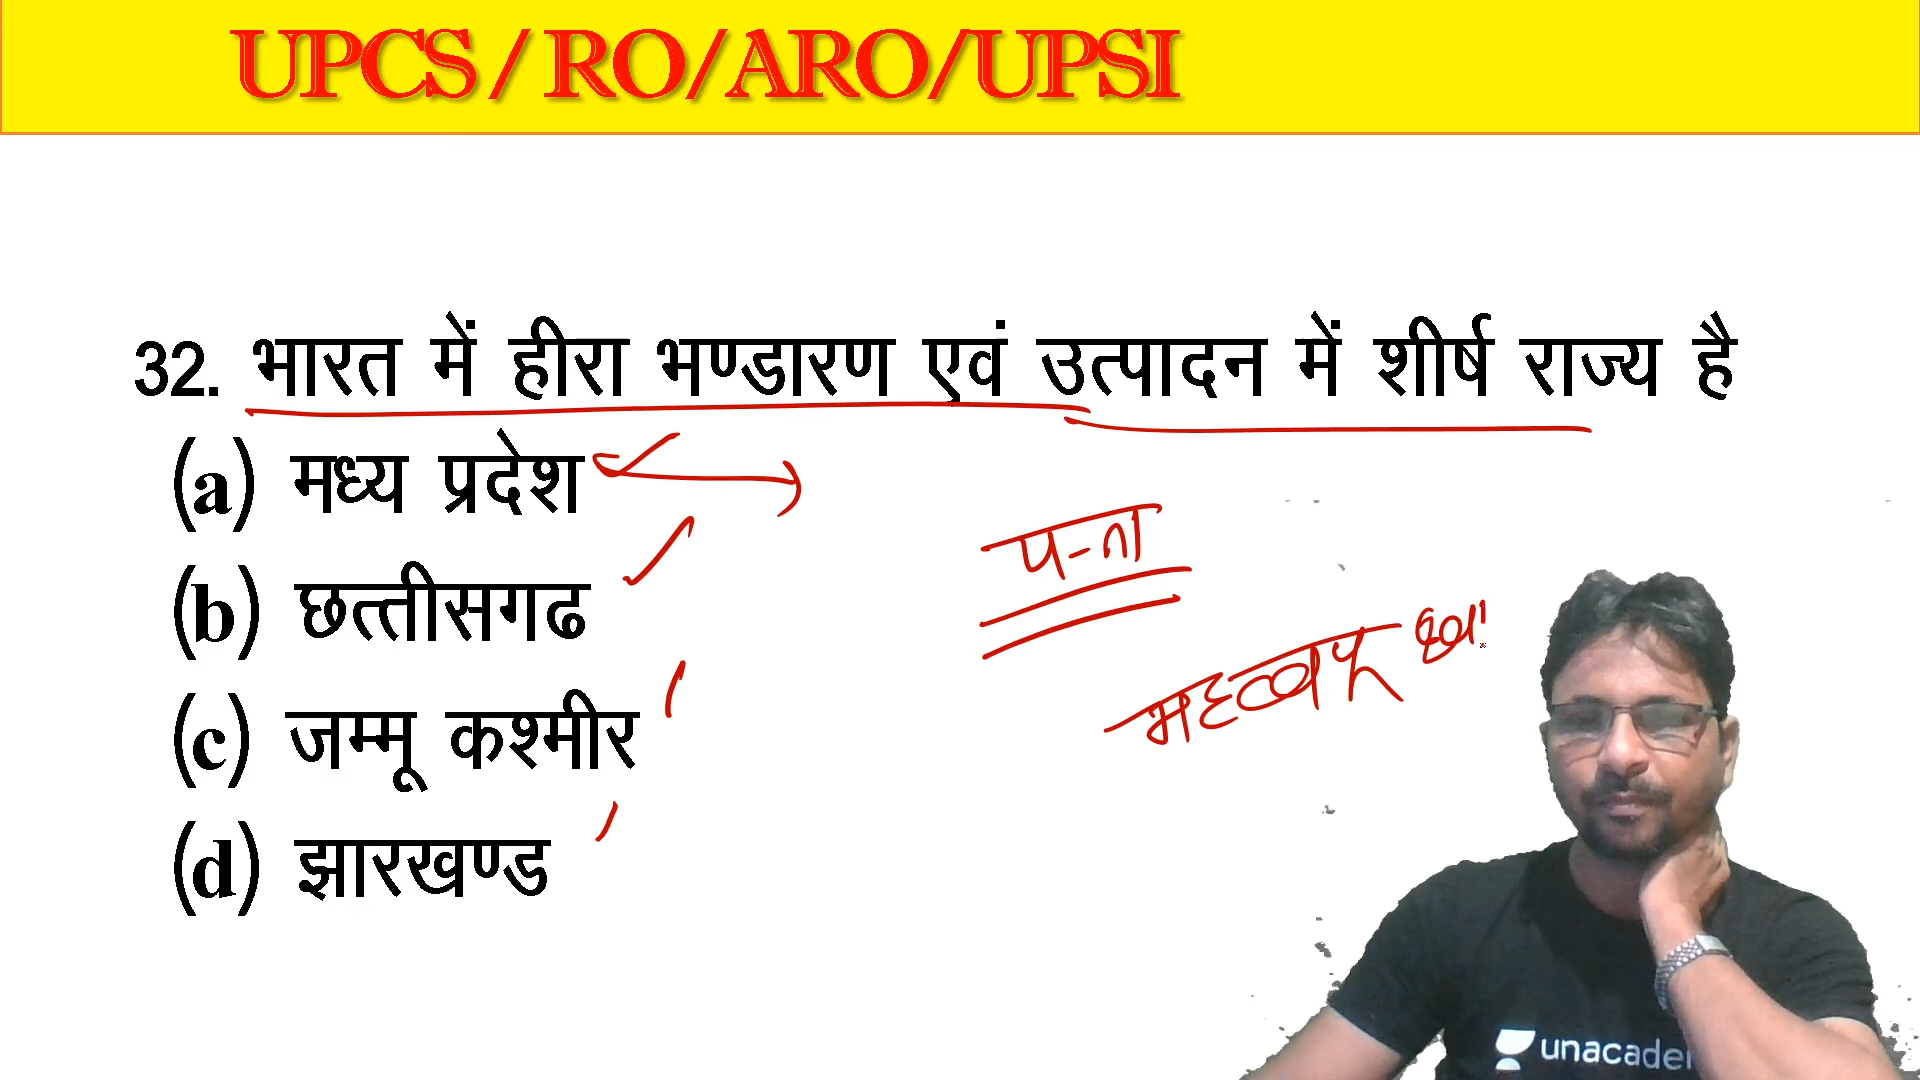 UPCS / RO/ARO/UPSI
32. भारत में हीरा भण्डारण एवं उत्पादन में शीर्ष राज्य है
(a) मध्य प्रदेश
(b) छत्तीसगढ
(c) जम्मू कश्मीर
(d) झारखण्ड
पन्ना
unacade